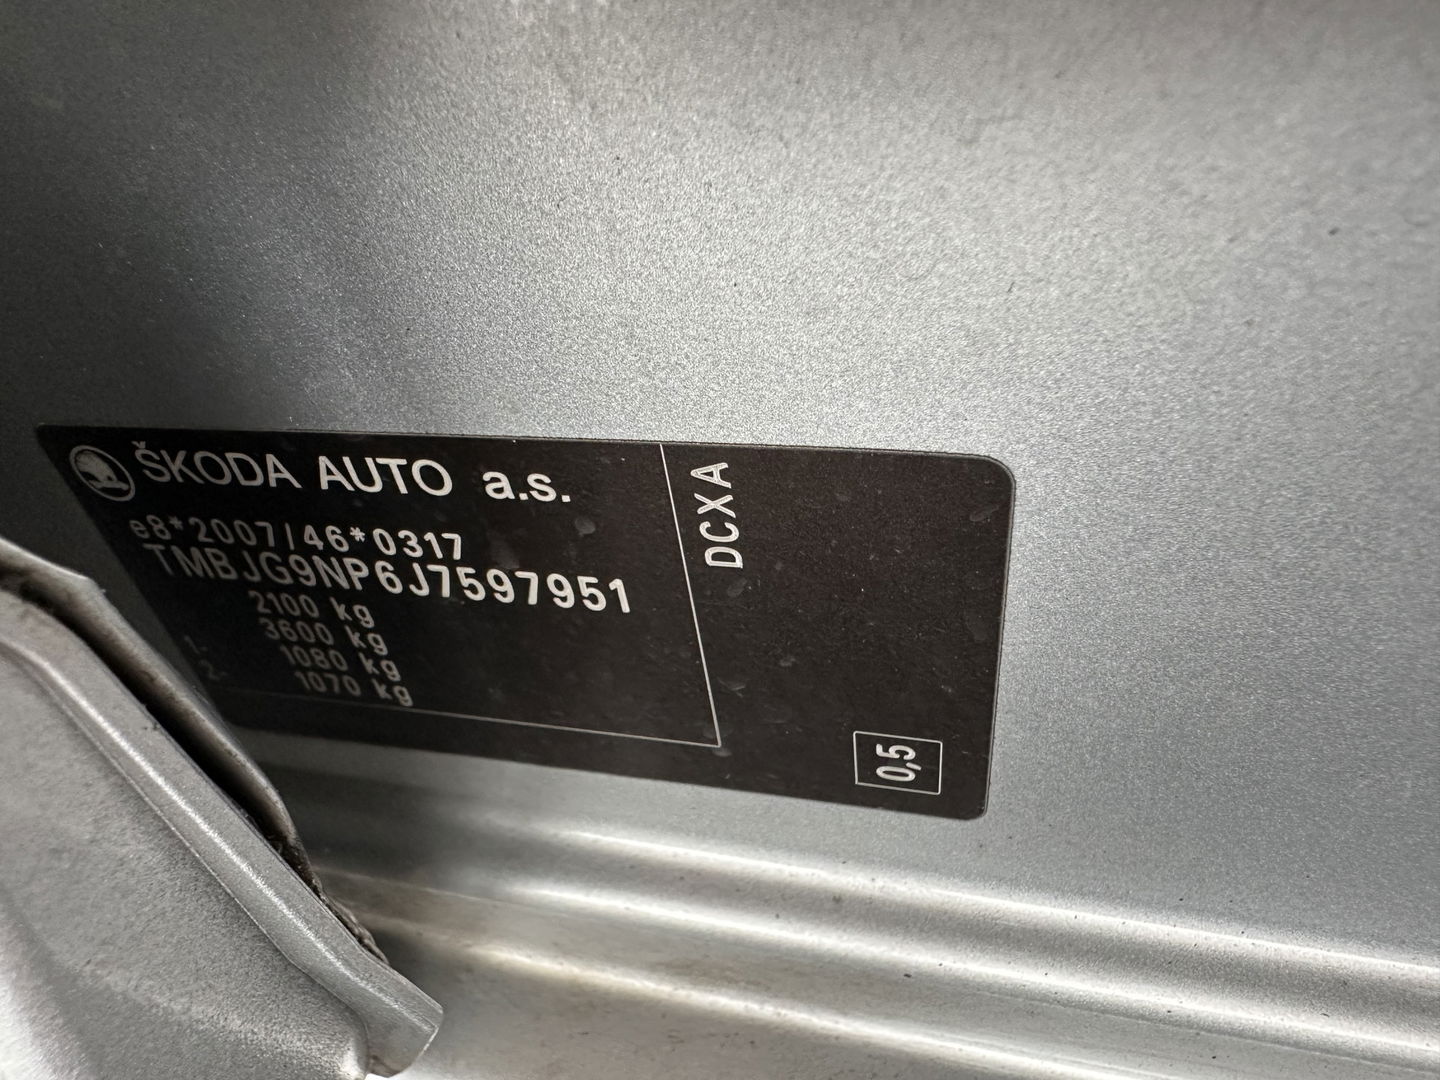 ŠKODA AUTO a.s.
e8*2007/46*0317
TMBJG9NP6J7597951
2100 kg
3600 kg
1- 1080 kg
2- 1070 kg
DCXA
0,5